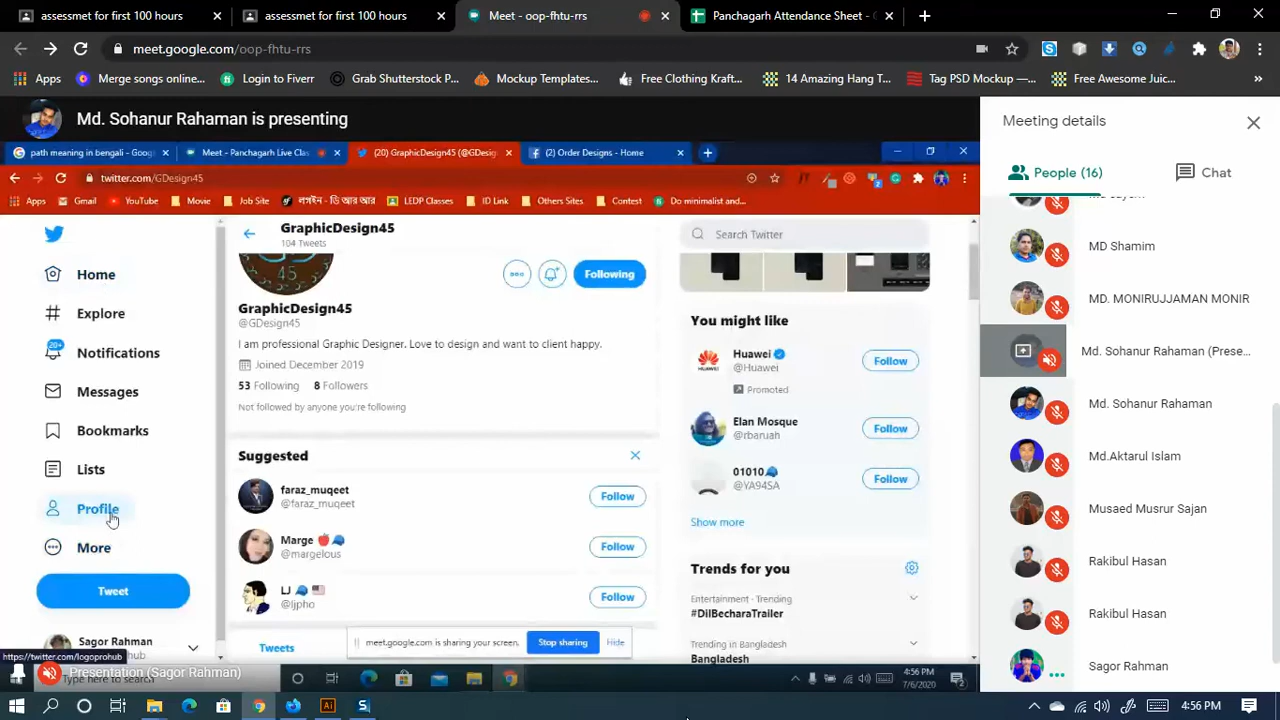 assessmet for first 100 hours
assessmet for first 100 hours
Meet - oop-fhtu-rrs
Panchagarh Attendance Sheet - G
meet.google.com/oop-fhtu-rrs
Apps
Merge songs online...
Login to Fiverr
Grab Shutterstock P...
Mockup Templates...
Free Clothing Kraft...
14 Amazing Hang T...
Tag PSD Mockup —...
Free Awesome Juic...
Md. Sohanur Rahaman is presenting
path meaning in bengali - Googl
Meet - Panchagarh Live Clas
(20) GraphicDesign45 (@GDesig
(2) Order Designs - Home
twitter.com/GDesign45
Apps
Gmail
YouTube
Movie
Job Site
LEDP Classes
ID Link
Others Site
Contest
Do minimalist and...
GraphicDesign45
104 Tweets
Search Twitter
Home
Explore
20+
Notifications
Messages
Bookmarks
Lists
Profile
More
Tweet
Sagor Rahman
https://twitter.com/logoprohub
45
Following
GraphicDesign45
@GDesign45
I am professional Graphic Designer. Love to design and want to client happy.
Joined December 2019
53 Following 8 Followers
Not followed by anyone you're following
Suggested
faraz_muqeet
@faraz_muqeet
Follow
Marge
@margelous
Follow
LJ
@ljpho
Follow
Tweets
meet.google.com is sharing your screen.
Stop sharing
Hide
You might like
Huawei
@Huawei
Promoted
Follow
HUAWEI
Elan Mosque
@rbaruah
Follow
01010
@YA94SA
Follow
Show more
Trends for you
Entertainment · Trending
#DilBecharaTrailer
Trending in Bangladesh
Bangladesh
Presentation (Sagor Rahman)
4:56 PM
7/6/2020
2
Meeting details
People (16)
Chat
MD Shamim
MD. MONIRUJJAMAN MONIR
Md. Sohanur Rahaman (Prese...
Md. Sohanur Rahaman
Md.Aktarul Islam
Musaed Musrur Sajan
Rakibul Hasan
Rakibul Hasan
Sagor Rahman
4:56 PM